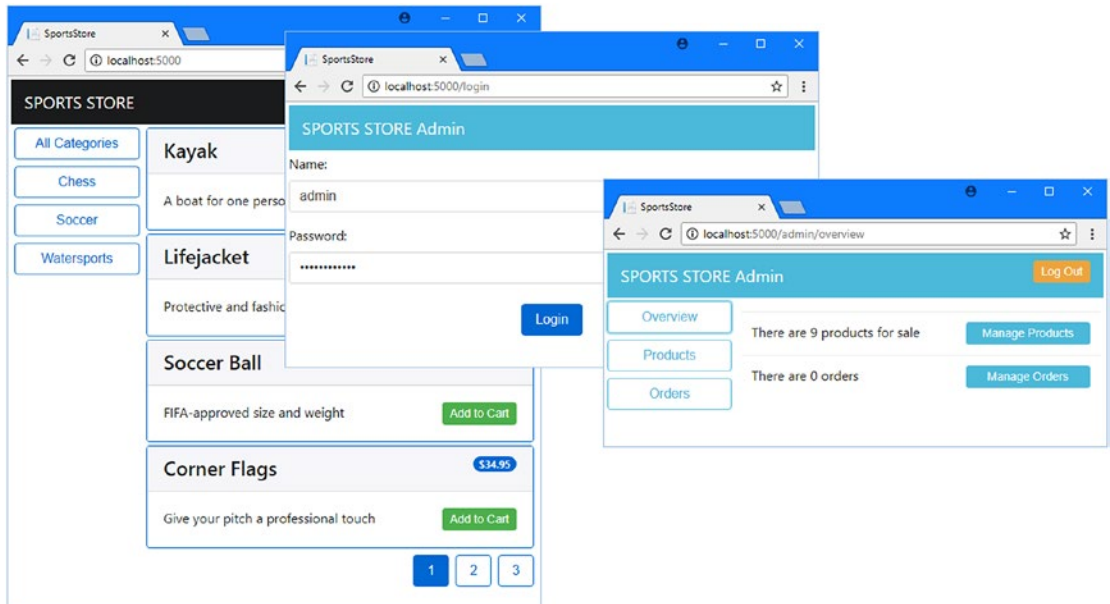 SportsStore
localhost:5000
SPORTS STORE
All Categories
Chess
Soccer
Watersports
Kayak
A boat for one perso
Lifejacket
Protective and fashic
Soccer Ball
FIFA-approved size and weight
Add to Cart
Corner Flags
$34.95
Give your pitch a professional touch
Add to Cart
1 2 3
SportsStore
localhost:5000/login
SPORTS STORE Admin
Name:
admin
Password:
••••••••••••
Login
SportsStore
localhost:5000/admin/overview
SPORTS STORE Admin
Log Out
Overview
Products
Orders
There are 9 products for sale
Manage Products
There are 0 orders
Manage Orders